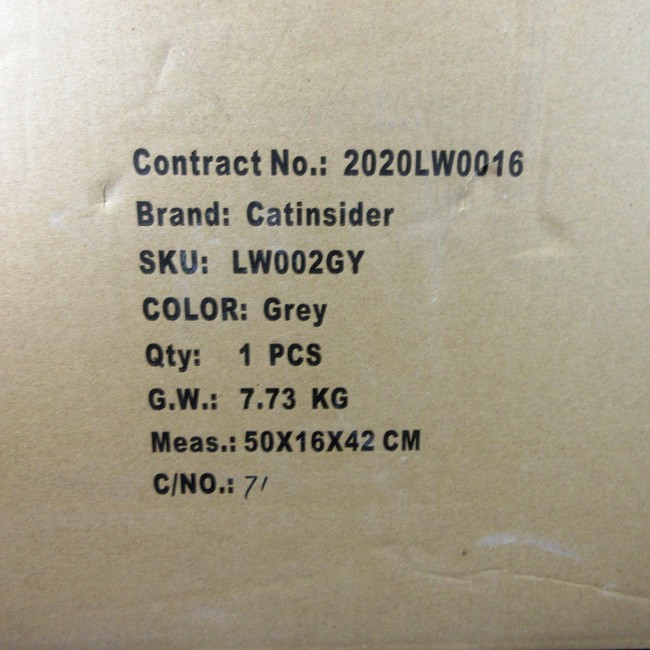 Contract No.: 2020LW0016
Brand: Catinsider
SKU: LW002GY
COLOR: Grey
Qty: 1 PCS
G.W.: 7.73 KG
Meas.: 50X16X42 CM
C/NO.: 71